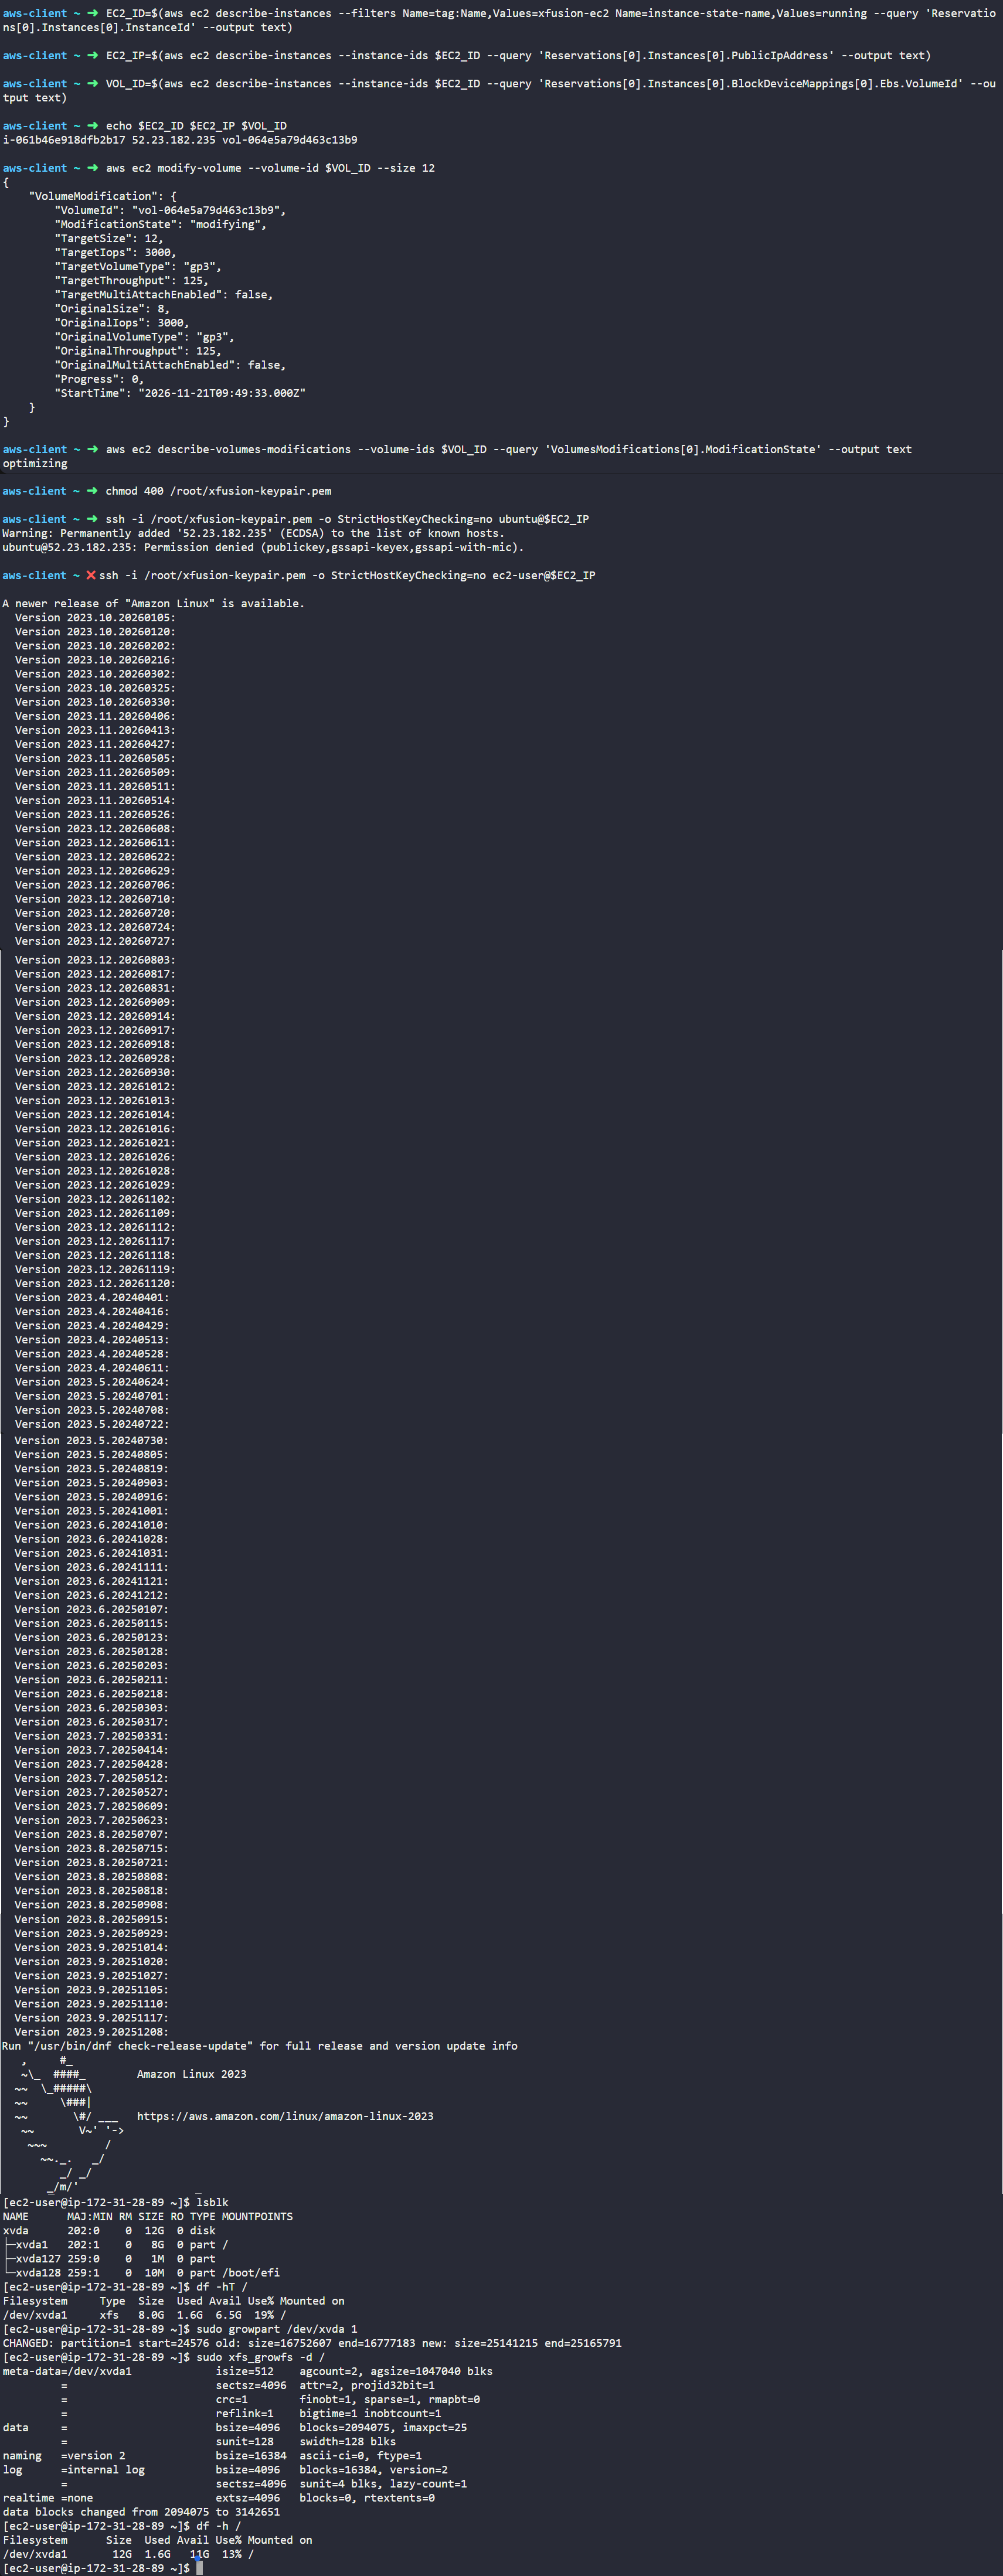 aws-client ~ ➜ EC2_ID=$(aws ec2 describe-instances --filters Name=tag:Name,Values=xfusion-ec2 Name=instance-state-name,Values=running --query 'Reservatio
ns[0].Instances[0].InstanceId' --output text)
aws-client ~ ➜ EC2_IP=$(aws ec2 describe-instances --instance-ids $EC2_ID --query 'Reservations[0].Instances[0].PublicIpAddress' --output text)
aws-client ~ ➜ VOL_ID=$(aws ec2 describe-instances --instance-ids $EC2_ID --query 'Reservations[0].Instances[0].BlockDeviceMappings[0].Ebs.VolumeId' --ou
tput text)
aws-client ~ ➜ echo $EC2_ID $EC2_IP $VOL_ID
i-061b46e918dfb2b17 52.23.182.235 vol-064e5a79d463c13b9
aws-client ~ ➜ aws ec2 modify-volume --volume-id $VOL_ID --size 12
{
    "VolumeModification": {
        "VolumeId": "vol-064e5a79d463c13b9",
        "ModificationState": "modifying",
        "TargetSize": 12,
        "TargetIops": 3000,
        "TargetVolumeType": "gp3",
        "TargetThroughput": 125,
        "TargetMultiAttachEnabled": false,
        "OriginalSize": 8,
        "OriginalIops": 3000,
        "OriginalVolumeType": "gp3",
        "OriginalThroughput": 125,
        "OriginalMultiAttachEnabled": false,
        "Progress": 0,
        "StartTime": "2026-11-21T09:49:33.000Z"
    }
}
aws-client ~ ➜ aws ec2 describe-volumes-modifications --volume-ids $VOL_ID --query 'VolumesModifications[0].ModificationState' --output text
optimizing
aws-client ~ ➜ chmod 400 /root/xfusion-keypair.pem
aws-client ~ ➜ ssh -i /root/xfusion-keypair.pem -o StrictHostKeyChecking=no ubuntu@$EC2_IP
Warning: Permanently added '52.23.182.235' (ECDSA) to the list of known hosts.
ubuntu@52.23.182.235: Permission denied (publickey,gssapi-keyex,gssapi-with-mic).
aws-client ~ ✖ ssh -i /root/xfusion-keypair.pem -o StrictHostKeyChecking=no ec2-user@$EC2_IP
A newer release of "Amazon Linux" is available.
  Version 2023.10.20260105:
  Version 2023.10.20260120:
  Version 2023.10.20260202:
  Version 2023.10.20260216:
  Version 2023.10.20260302:
  Version 2023.10.20260325:
  Version 2023.10.20260330:
  Version 2023.11.20260406:
  Version 2023.11.20260413:
  Version 2023.11.20260427:
  Version 2023.11.20260505:
  Version 2023.11.20260509:
  Version 2023.11.20260511:
  Version 2023.11.20260514:
  Version 2023.11.20260526:
  Version 2023.12.20260608:
  Version 2023.12.20260611:
  Version 2023.12.20260622:
  Version 2023.12.20260629:
  Version 2023.12.20260706:
  Version 2023.12.20260710:
  Version 2023.12.20260720:
  Version 2023.12.20260724:
  Version 2023.12.20260727:
  Version 2023.12.20260803:
  Version 2023.12.20260817:
  Version 2023.12.20260831:
  Version 2023.12.20260909:
  Version 2023.12.20260914:
  Version 2023.12.20260917:
  Version 2023.12.20260918:
  Version 2023.12.20260928:
  Version 2023.12.20260930:
  Version 2023.12.20261012:
  Version 2023.12.20261013:
  Version 2023.12.20261014:
  Version 2023.12.20261016:
  Version 2023.12.20261021:
  Version 2023.12.20261026:
  Version 2023.12.20261028:
  Version 2023.12.20261029:
  Version 2023.12.20261102:
  Version 2023.12.20261109:
  Version 2023.12.20261112:
  Version 2023.12.20261117:
  Version 2023.12.20261118:
  Version 2023.12.20261119:
  Version 2023.12.20261120:
  Version 2023.4.20240401:
  Version 2023.4.20240416:
  Version 2023.4.20240429:
  Version 2023.4.20240513:
  Version 2023.4.20240528:
  Version 2023.4.20240611:
  Version 2023.5.20240624:
  Version 2023.5.20240701:
  Version 2023.5.20240708:
  Version 2023.5.20240722:
  Version 2023.5.20240730:
  Version 2023.5.20240805:
  Version 2023.5.20240819:
  Version 2023.5.20240903:
  Version 2023.5.20240916:
  Version 2023.5.20241001:
  Version 2023.6.20241010:
  Version 2023.6.20241028:
  Version 2023.6.20241031:
  Version 2023.6.20241111:
  Version 2023.6.20241121:
  Version 2023.6.20241212:
  Version 2023.6.20250107:
  Version 2023.6.20250115:
  Version 2023.6.20250123:
  Version 2023.6.20250128:
  Version 2023.6.20250203:
  Version 2023.6.20250211:
  Version 2023.6.20250218:
  Version 2023.6.20250303:
  Version 2023.6.20250317:
  Version 2023.7.20250331:
  Version 2023.7.20250414:
  Version 2023.7.20250428:
  Version 2023.7.20250512:
  Version 2023.7.20250527:
  Version 2023.7.20250609:
  Version 2023.7.20250623:
  Version 2023.8.20250707:
  Version 2023.8.20250715:
  Version 2023.8.20250721:
  Version 2023.8.20250808:
  Version 2023.8.20250818:
  Version 2023.8.20250908:
  Version 2023.8.20250915:
  Version 2023.9.20250929:
  Version 2023.9.20251014:
  Version 2023.9.20251020:
  Version 2023.9.20251027:
  Version 2023.9.20251105:
  Version 2023.9.20251110:
  Version 2023.9.20251117:
  Version 2023.9.20251208:
Run "/usr/bin/dnf check-release-update" for full release and version update info
   ,     #_
   ~\_  ####_        Amazon Linux 2023
  ~~  \_#####\
  ~~     \###|
  ~~       \#/ ___   https://aws.amazon.com/linux/amazon-linux-2023
   ~~       V~' '->
    ~~~         /
      ~~._.   _/
         _/ _/
       _/m/'
[ec2-user@ip-172-31-28-89 ~]$ lsblk
NAME      MAJ:MIN RM SIZE RO TYPE MOUNTPOINTS
xvda      202:0    0  12G  0 disk
├─xvda1   202:1    0   8G  0 part /
├─xvda127 259:0    0   1M  0 part
└─xvda128 259:1    0  10M  0 part /boot/efi
[ec2-user@ip-172-31-28-89 ~]$ df -hT /
Filesystem     Type  Size  Used Avail Use% Mounted on
/dev/xvda1     xfs   8.0G  1.6G  6.5G  19% /
[ec2-user@ip-172-31-28-89 ~]$ sudo growpart /dev/xvda 1
CHANGED: partition=1 start=24576 old: size=16752607 end=16777183 new: size=25141215 end=25165791
[ec2-user@ip-172-31-28-89 ~]$ sudo xfs_growfs -d /
meta-data=/dev/xvda1             isize=512    agcount=2, agsize=1047040 blks
         =                       sectsz=4096  attr=2, projid32bit=1
         =                       crc=1        finobt=1, sparse=1, rmapbt=0
         =                       reflink=1    bigtime=1 inobtcount=1
data     =                       bsize=4096   blocks=2094075, imaxpct=25
         =                       sunit=128    swidth=128 blks
naming   =version 2              bsize=16384  ascii-ci=0, ftype=1
log      =internal log           bsize=4096   blocks=16384, version=2
         =                       sectsz=4096  sunit=4 blks, lazy-count=1
realtime =none                   extsz=4096   blocks=0, rtextents=0
data blocks changed from 2094075 to 3142651
[ec2-user@ip-172-31-28-89 ~]$ df -h /
Filesystem      Size  Used Avail Use% Mounted on
/dev/xvda1       12G  1.6G   11G  13% /
[ec2-user@ip-172-31-28-89 ~]$